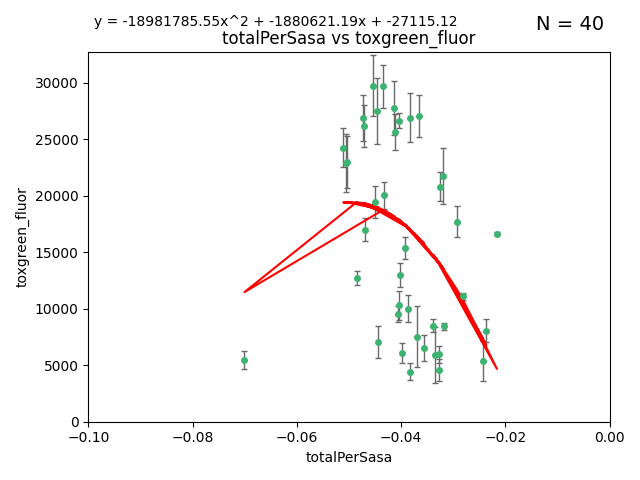 y = -18981785.55x^2 + -1880621.19x + -27115.12
N = 40
totalPerSasa vs toxgreen_fluor
30000
25000
20000
15000
10000
5000
0
toxgreen_fluor
−0.10
−0.08
−0.06
−0.04
−0.02
0.00
totalPerSasa